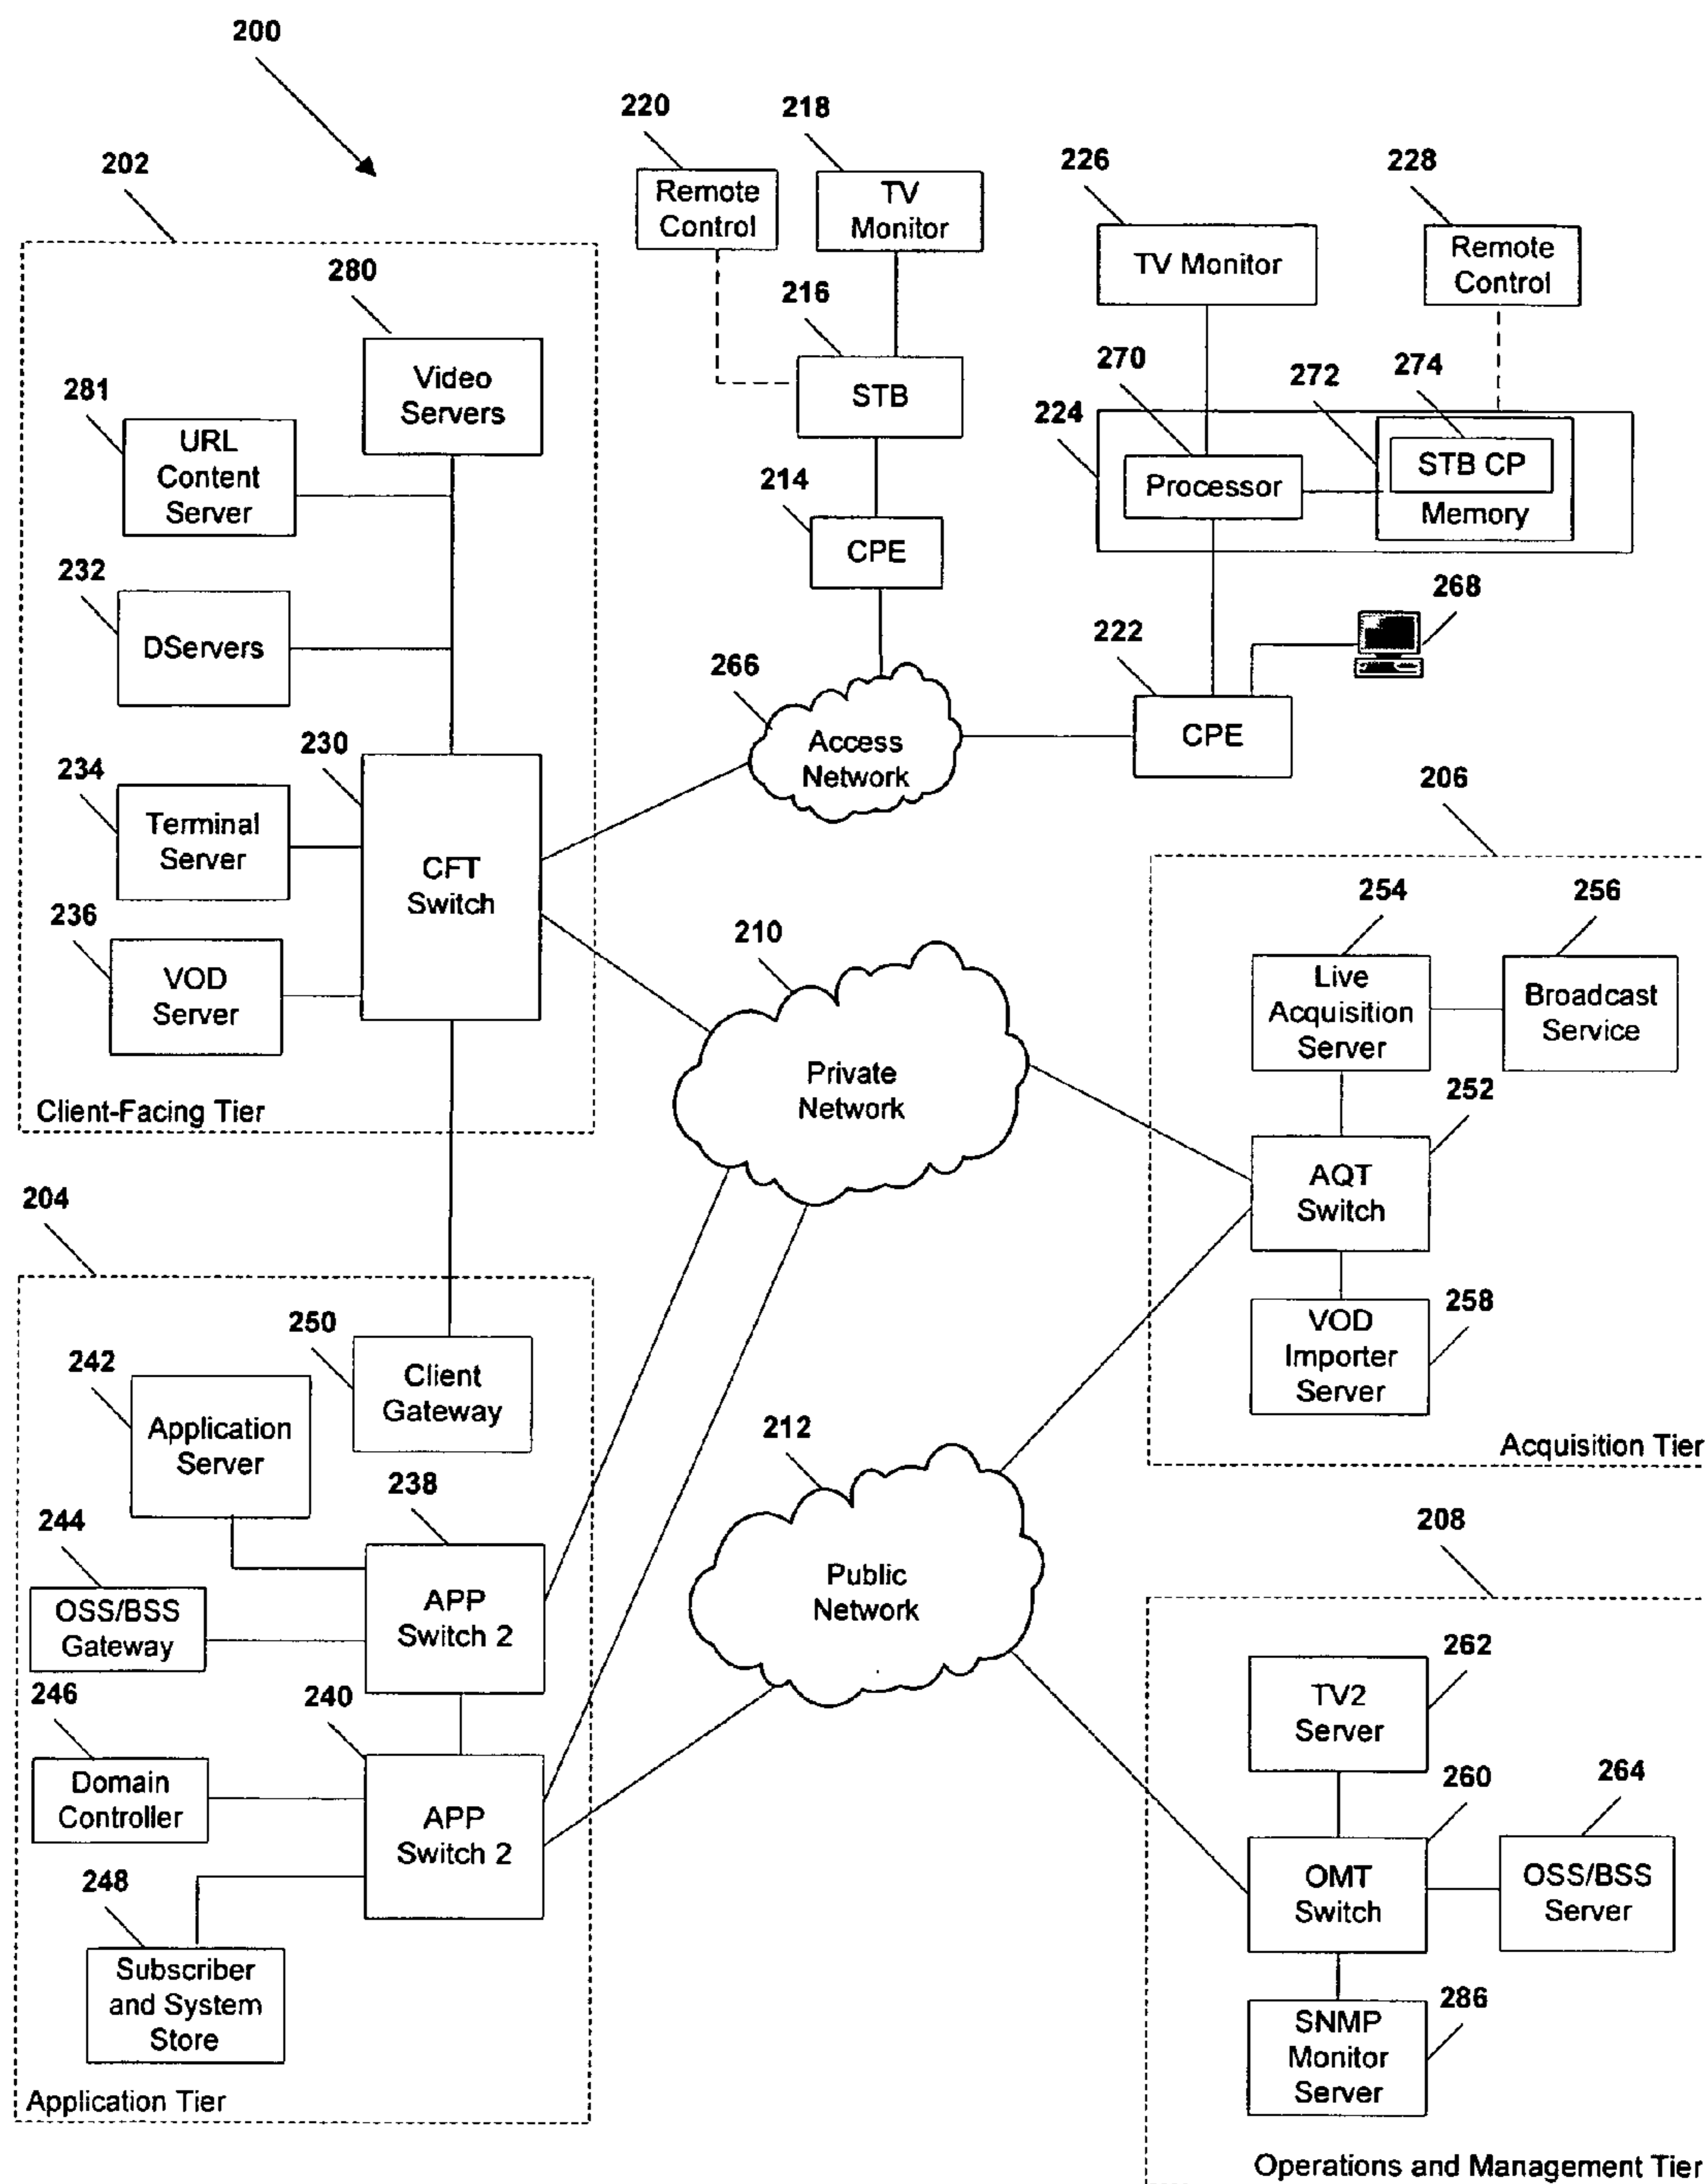 200
202
220
218
226
228
Remote
Control
TV
Monitor
TV Monitor
Remote
Control
280
216
Video
Servers
STB
270
272
274
224
Processor
STB CP
Memory
281
URL
Content
Server
214
CPE
232
DServers
266
Access
Network
222
CPE
268
230
CFT
Switch
234
Terminal
Server
236
VOD
Server
Client-Facing Tier
210
Private
Network
206
254
256
Live
Acquisition
Server
Broadcast
Service
252
AQT
Switch
258
VOD
Importer
Server
Acquisition Tier
204
250
Client
Gateway
242
Application
Server
212
Public
Network
238
APP
Switch 2
244
OSS/BSS
Gateway
246
Domain
Controller
240
APP
Switch 2
248
Subscriber
and System
Store
Application Tier
208
262
TV2
Server
260
264
OMT
Switch
OSS/BSS
Server
286
SNMP
Monitor
Server
Operations and Management Tier